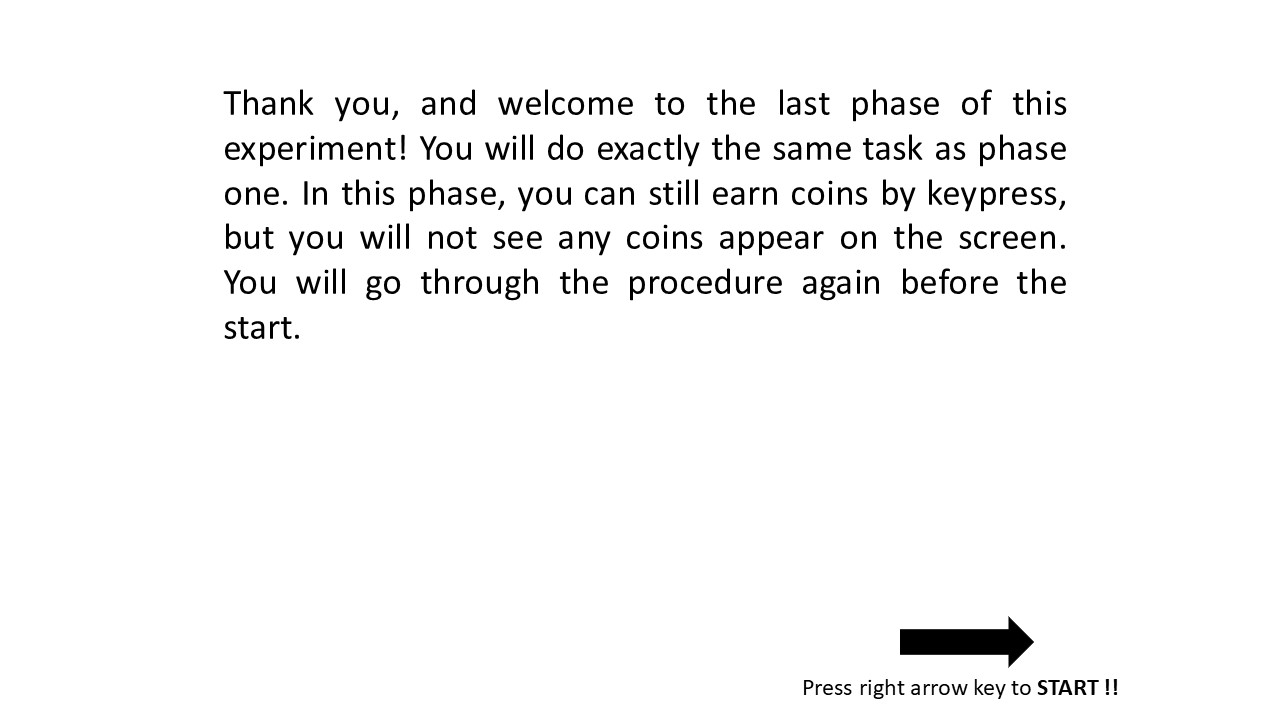 Thank you, and welcome to the last phase of this
experiment! You will do exactly the same task as phase
one. In this phase, you can still earn coins by keypress,
but you will not see any coins appear on the screen.
You will go through the procedure again before the
start.
Press right arrow key to START !!